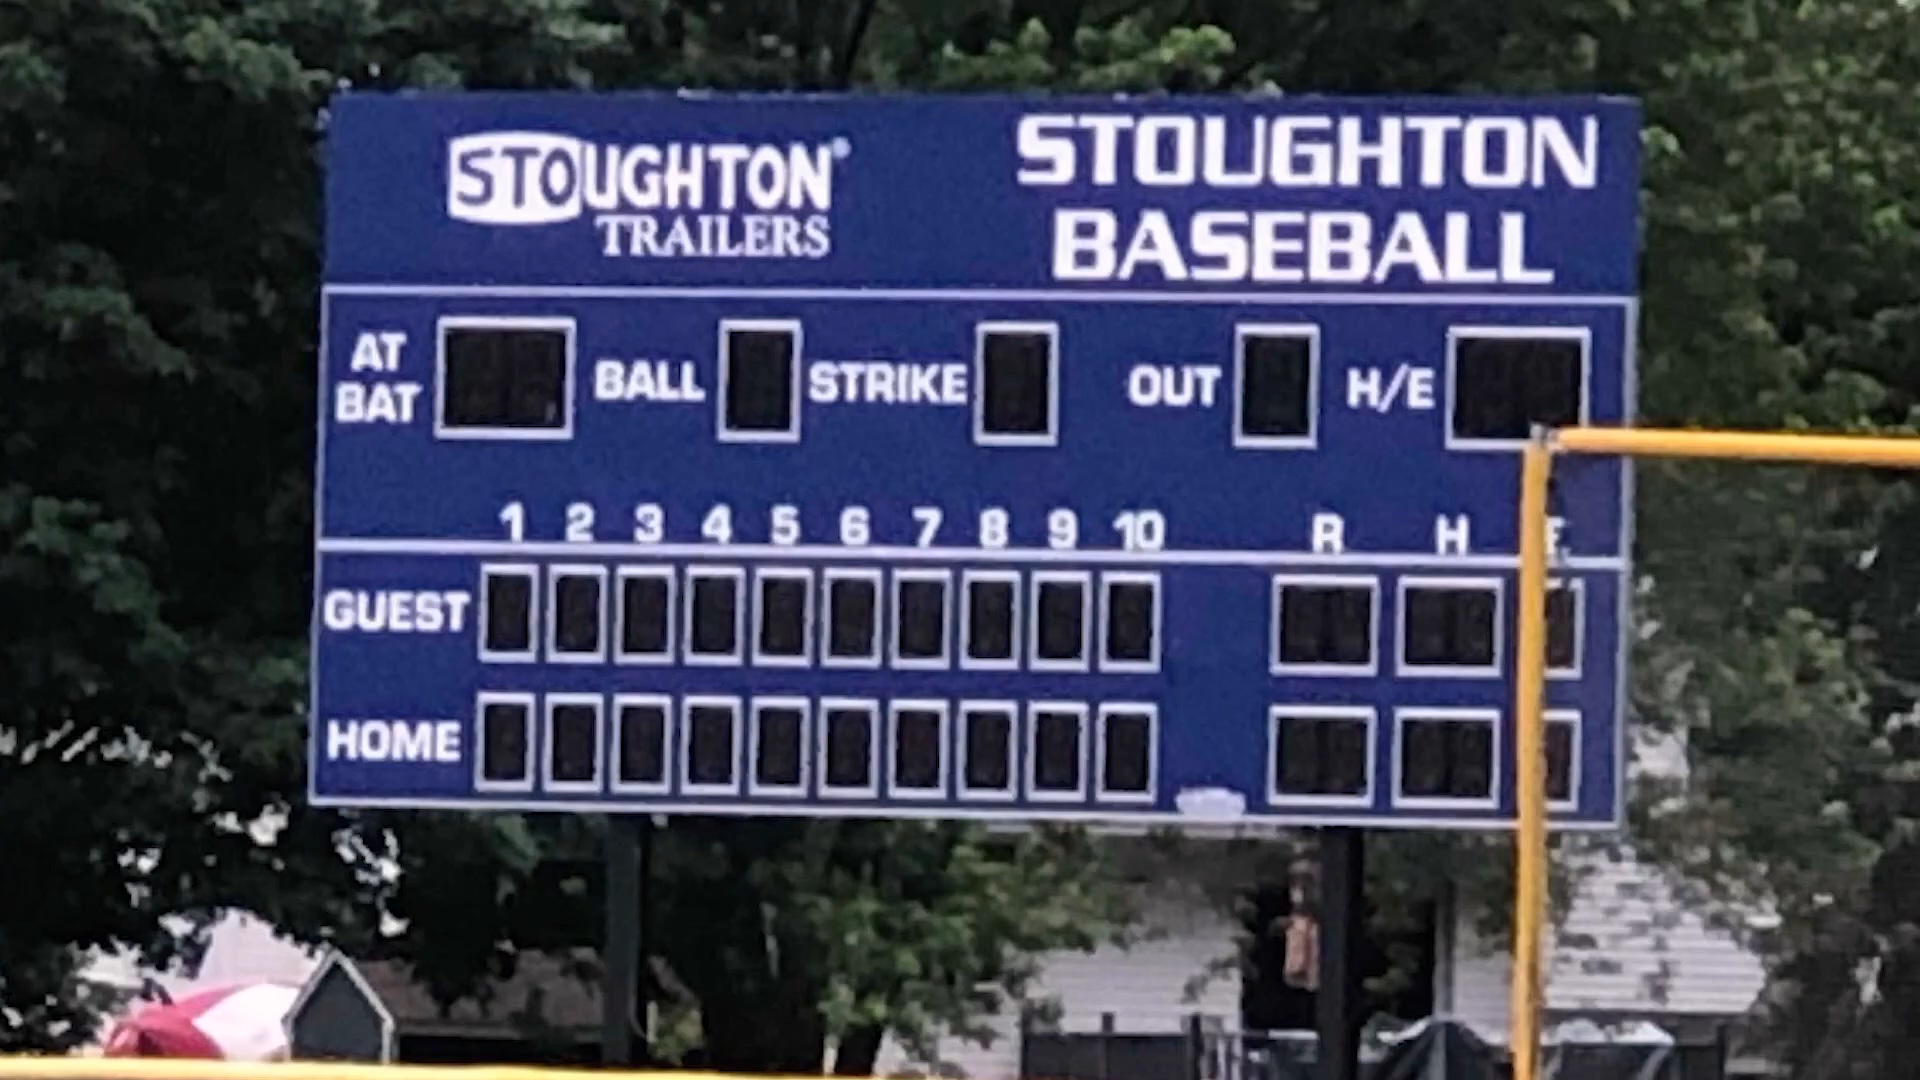 STOUGHTON®
TRAILERS
STOUGHTON
BASEBALL
AT
BAT
BALL STRIKE OUT H/E
1 2 3 4 5 6 7 8 9 10 R H E
GUEST
HOME